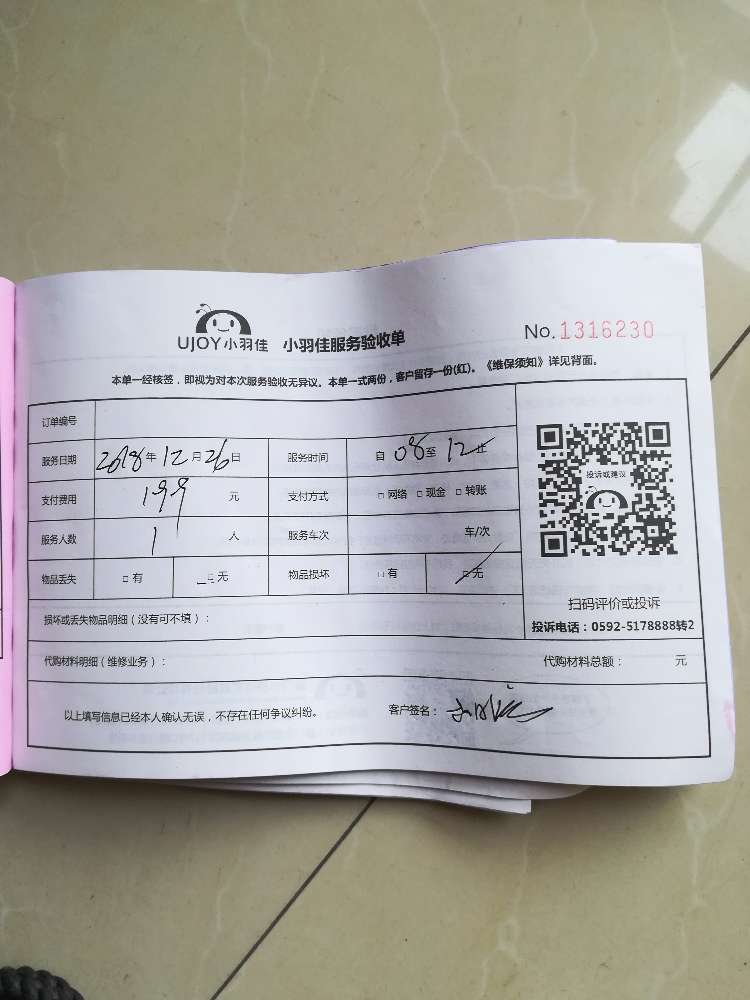 UJOY小羽佳 小羽佳服务验收单 No. 1316230
本单一经核签，即视为对本次服务验收无异议。本单一式两份，客户留存一份(红)。《维保须知》详见背面。
订单编号
服务日期 2018年12月26日 服务时间 自08至12止
支付费用 199 元 支付方式 □网络 □现金 □转账
服务人数 1 人 服务车次 车/次
物品丢失 □有 □无 物品损坏 □有 □无
投诉或建议
扫码评价或投诉
投诉电话：0592-5178888转2
损坏或丢失物品明细（没有可不填）：
代购材料明细（维修业务）： 代购材料总额： 元
以上填写信息已经本人确认无误，不存在任何争议纠纷。 客户签名：